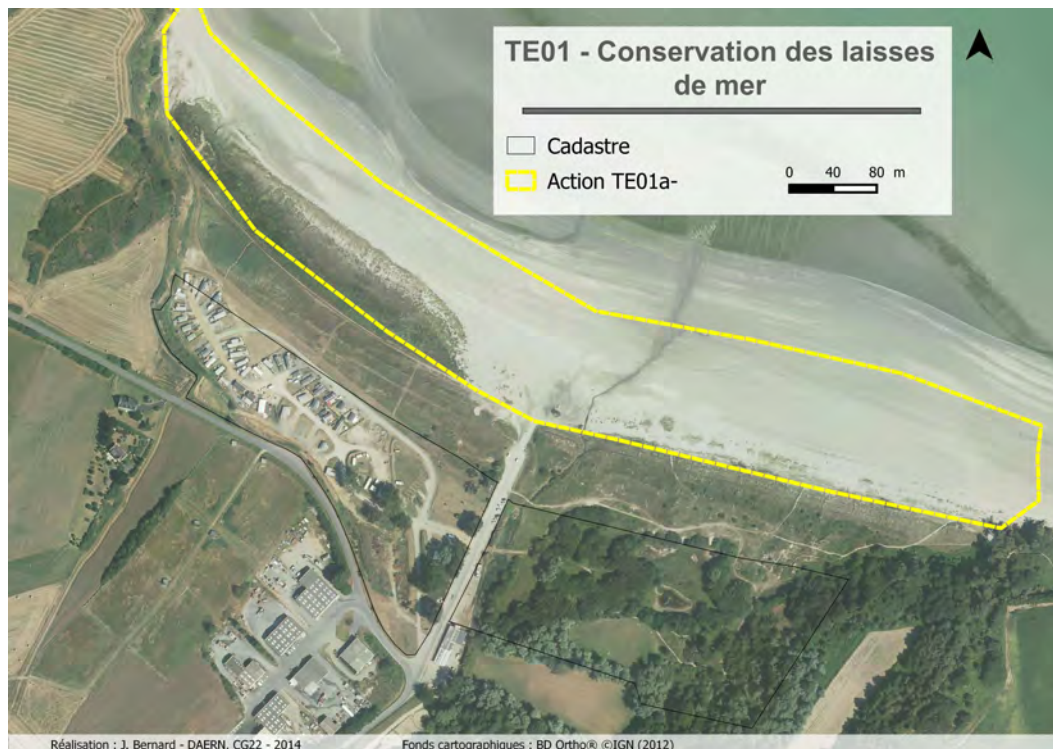 TE01 - Conservation des laisses
de mer
Cadastre
Action TE01a-
0 40 80 m
Réalisation : J. Bernard - DAERN, CG22 - 2014 Fonds cartographiques : BD Ortho® ©IGN (2012)